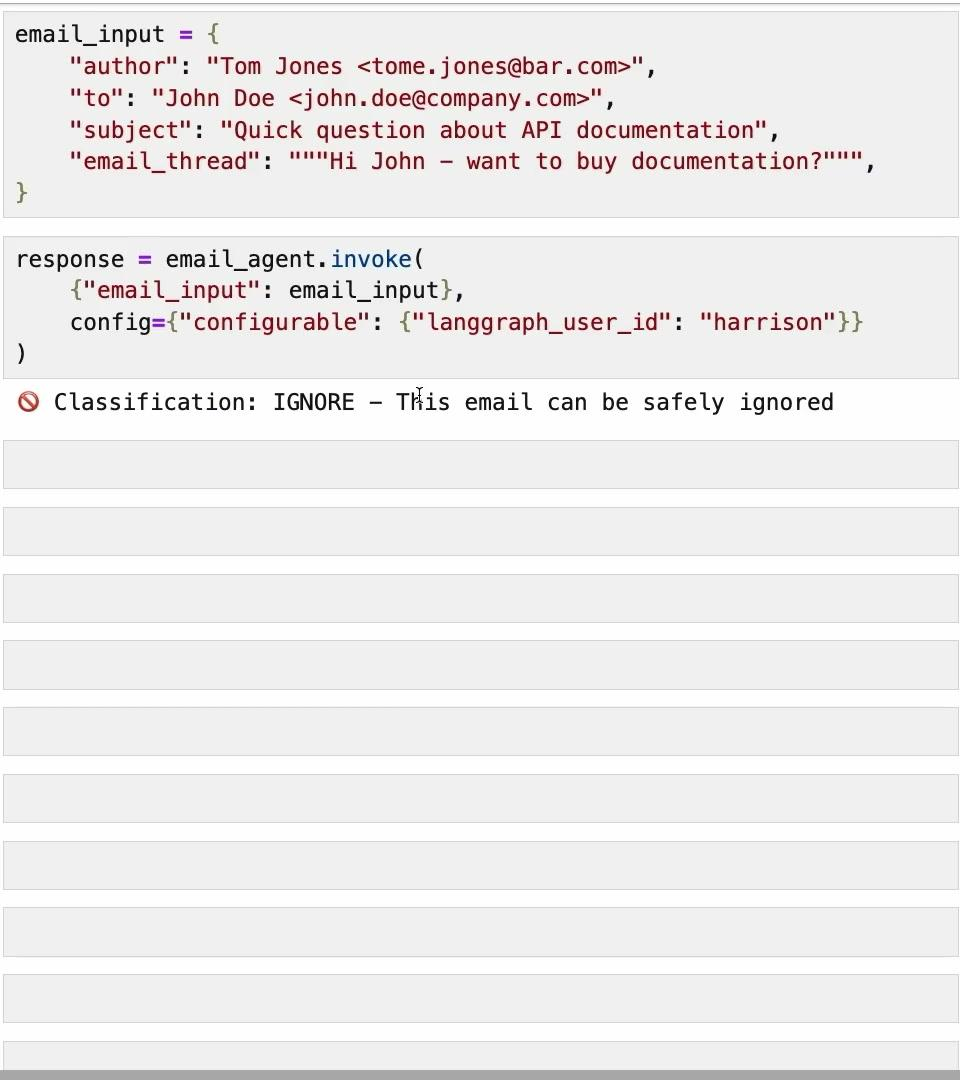 email_input = {
    "author": "Tom Jones <tome.jones@bar.com>",
    "to": "John Doe <john.doe@company.com>",
    "subject": "Quick question about API documentation",
    "email_thread": """Hi John – want to buy documentation?""",
}
response = email_agent.invoke(
    {"email_input": email_input},
    config={"configurable": {"langgraph_user_id": "harrison"}}
)
🚫 Classification: IGNORE – This email can be safely ignored